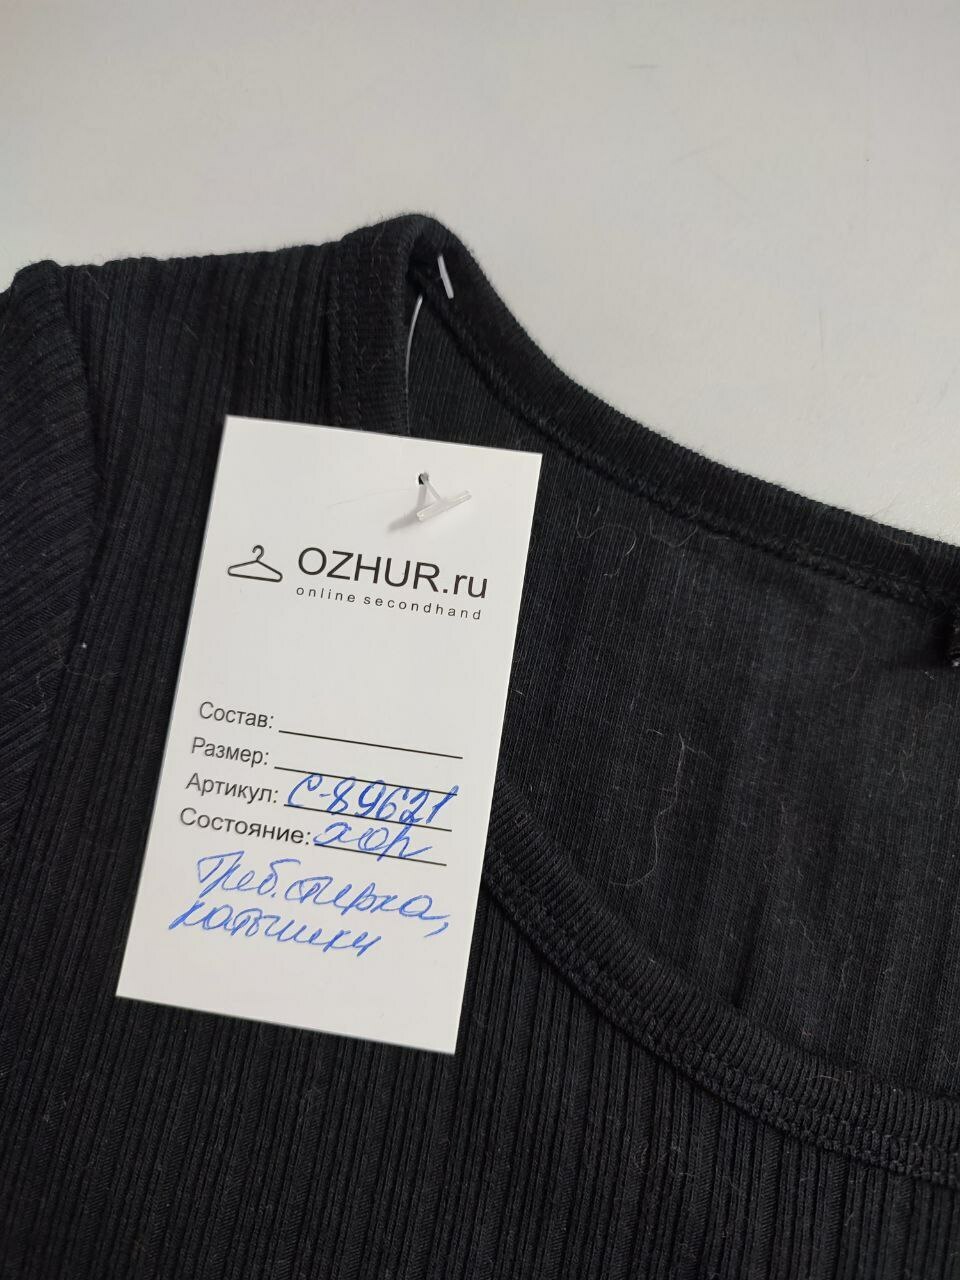 OZHUR.ru
online secondhand
Состав:
Размер:
Артикул: С-89621
Состояние: хор
Треб. стирка,
катышки